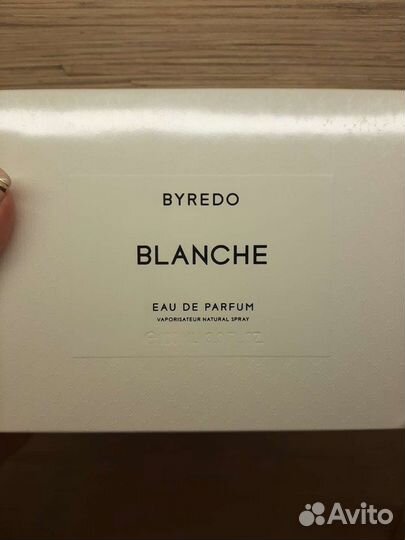 BYREDO
BLANCHE
EAU DE PARFUM
VAPORISATEUR NATURAL SPRAY
Avito